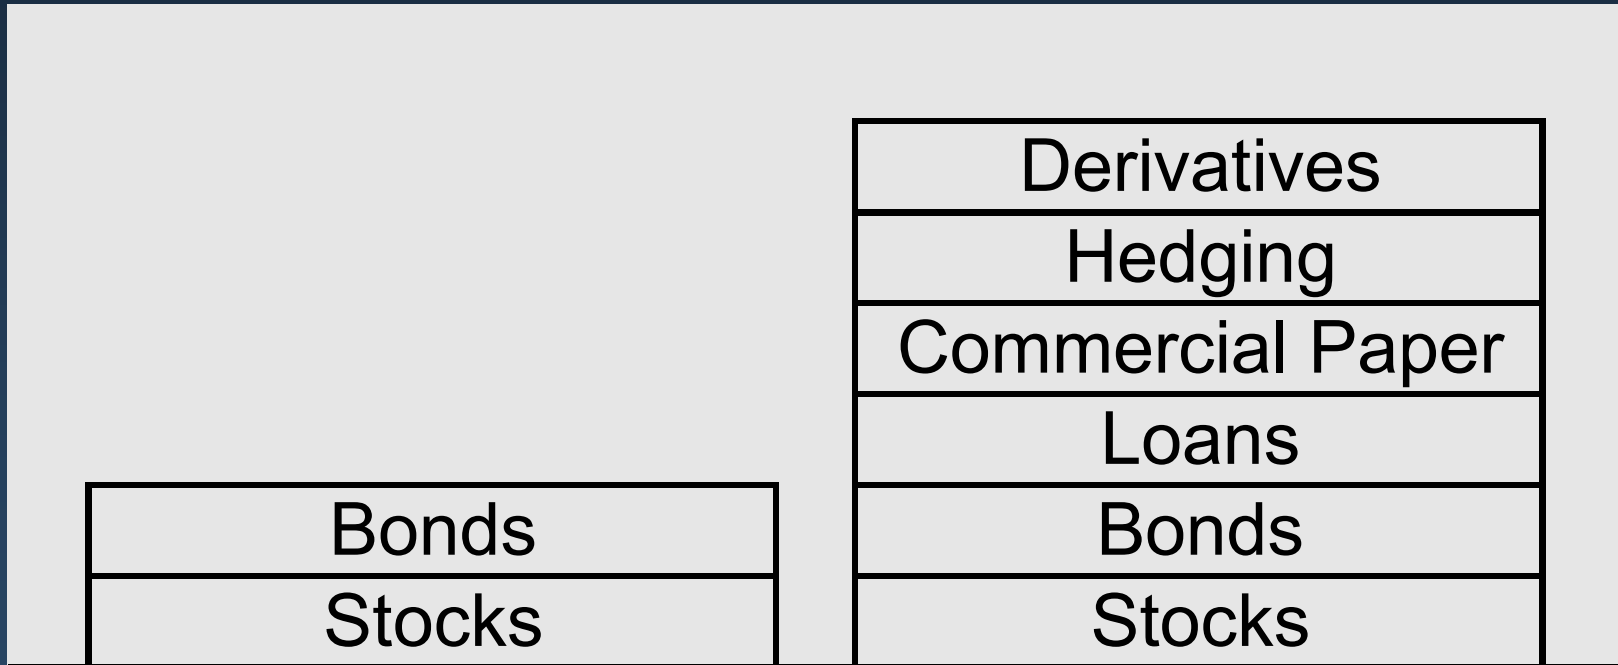 Derivatives
Hedging
Commercial Paper
Loans
Bonds
Bonds
Stocks
Stocks